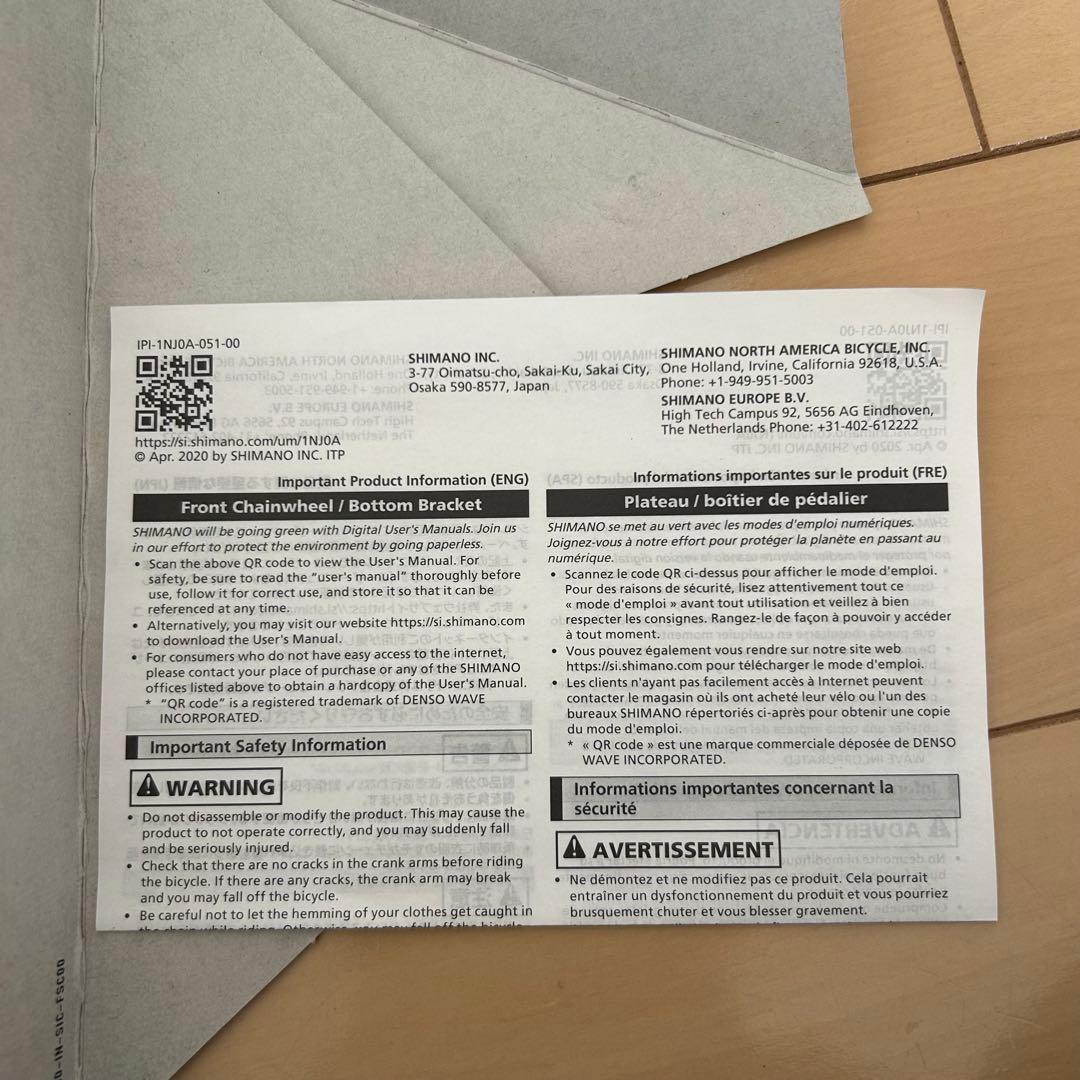 IPI-1NJ0A-051-00
https://si.shimano.com/um/1NJ0A
© Apr. 2020 by SHIMANO INC. ITP
SHIMANO INC.
3-77 Oimatsu-cho, Sakai-Ku, Sakai City,
Osaka 590-8577, Japan
SHIMANO NORTH AMERICA BICYCLE, INC.
One Holland, Irvine, California 92618, U.S.A.
Phone: +1-949-951-5003
SHIMANO EUROPE B.V.
High Tech Campus 92, 5656 AG Eindhoven,
The Netherlands Phone: +31-402-612222
Important Product Information (ENG)
Front Chainwheel / Bottom Bracket
SHIMANO will be going green with Digital User's Manuals. Join us
in our effort to protect the environment by going paperless.
• Scan the above QR code to view the User's Manual. For
safety, be sure to read the “user's manual” thoroughly before
use, follow it for correct use, and store it so that it can be
referenced at any time.
• Alternatively, you may visit our website https://si.shimano.com
to download the User's Manual.
• For consumers who do not have easy access to the internet,
please contact your place of purchase or any of the SHIMANO
offices listed above to obtain a hardcopy of the User's Manual.
* “QR code” is a registered trademark of DENSO WAVE
INCORPORATED.
Important Safety Information
WARNING
• Do not disassemble or modify the product. This may cause the
product to not operate correctly, and you may suddenly fall
and be seriously injured.
• Check that there are no cracks in the crank arms before riding
the bicycle. If there are any cracks, the crank arm may break
and you may fall off the bicycle.
• Be careful not to let the hemming of your clothes get caught in
the chain while riding. Otherwise, you may fall off the bicycle.
Informations importantes sur le produit (FRE)
Plateau / boîtier de pédalier
SHIMANO se met au vert avec les modes d'emploi numériques.
Joignez-vous à notre effort pour protéger la planète en passant au
numérique.
• Scannez le code QR ci-dessus pour afficher le mode d'emploi.
Pour des raisons de sécurité, lisez attentivement tout ce
« mode d'emploi » avant tout utilisation et veillez à bien
respecter les consignes. Rangez-le de façon à pouvoir y accéder
à tout moment.
• Vous pouvez également vous rendre sur notre site web
https://si.shimano.com pour télécharger le mode d'emploi.
• Les clients n'ayant pas facilement accès à Internet peuvent
contacter le magasin où ils ont acheté leur vélo ou l'un des
bureaux SHIMANO répertoriés ci-après pour obtenir une copie
du mode d'emploi.
* « QR code » est une marque commerciale déposée de DENSO
WAVE INCORPORATED.
Informations importantes concernant la
sécurité
AVERTISSEMENT
• Ne démontez et ne modifiez pas ce produit. Cela pourrait
entraîner un dysfonctionnement du produit et vous pourriez
brusquement chuter et vous blesser gravement.
-IN-SIC-FSC00